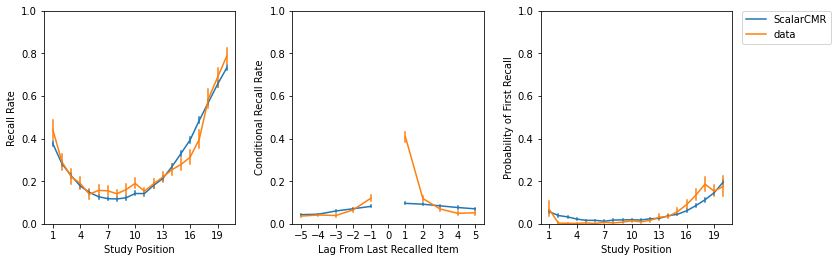 1.0
0.8
0.6
0.4
0.2
0.0
1 4 7 10 13 16 19
Study Position
Recall Rate
1.0
0.8
0.6
0.4
0.2
0.0
−5 −4 −3 −2 −1 0 1 2 3 4 5
Lag From Last Recalled Item
Conditional Recall Rate
1.0
0.8
0.6
0.4
0.2
0.0
1 4 7 10 13 16 19
Study Position
Probability of First Recall
ScalarCMR
data